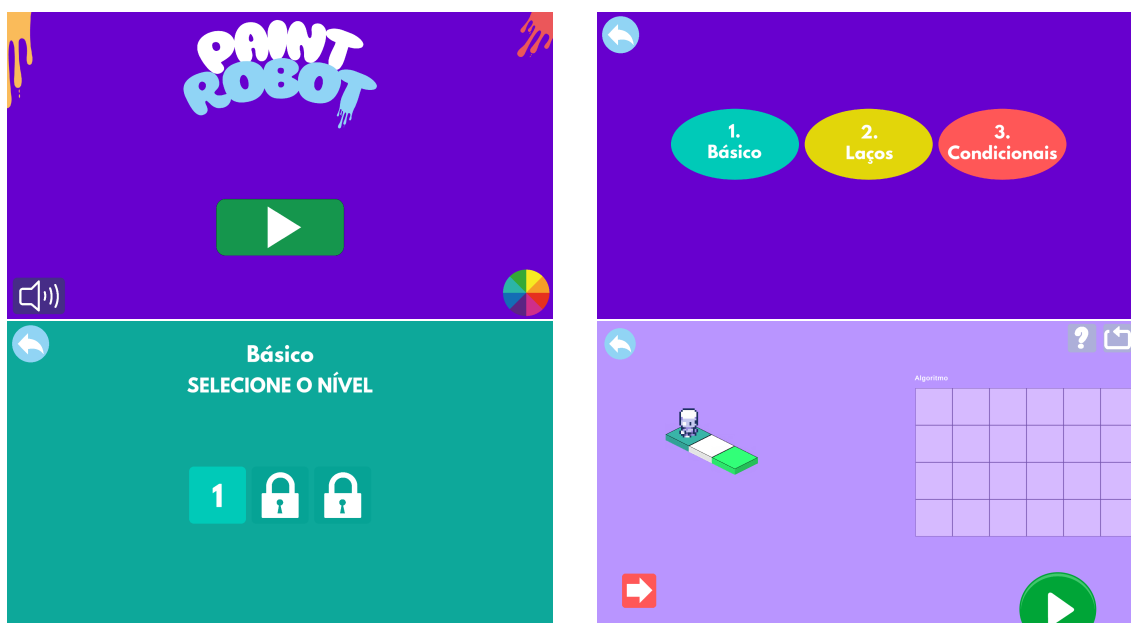 PAINT
ROBOT
1.
Básico
2.
Laços
3.
Condicionais
Básico
SELECIONE O NÍVEL
1
?
Algoritmo